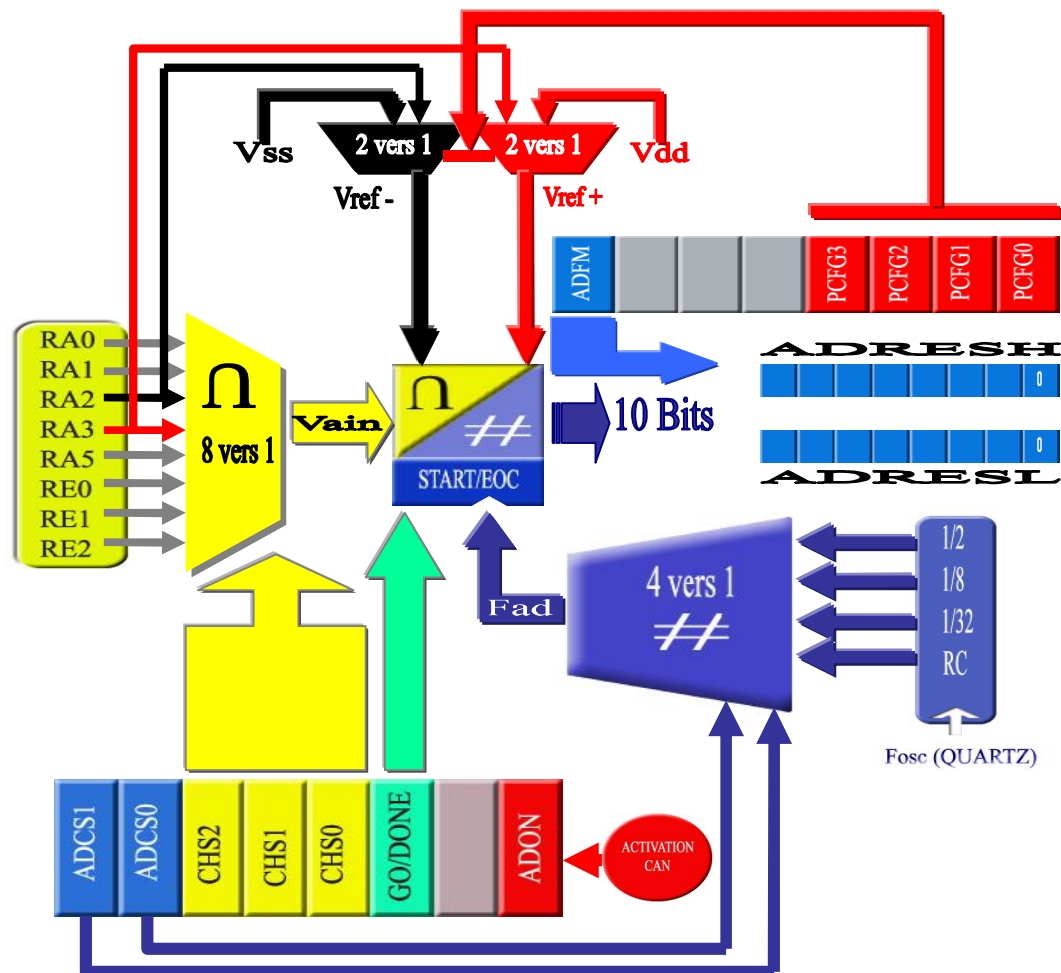 2 vers 1
2 vers 1
Vss
Vdd
Vref -
Vref +
ADFM
PCFG3
PCFG2
PCFG1
PCFG0
RA0
RA1
RA2
RA3
RA5
RE0
RE1
RE2
8 vers 1
Vain
START/EOC
10 Bits
ADRESH
0
0
ADRESL
4 vers 1
Fad
1/2
1/8
1/32
RC
Fosc (QUARTZ)
ADCS1
ADCS0
CHS2
CHS1
CHS0
GO/DONE
ADON
ACTIVATION
CAN